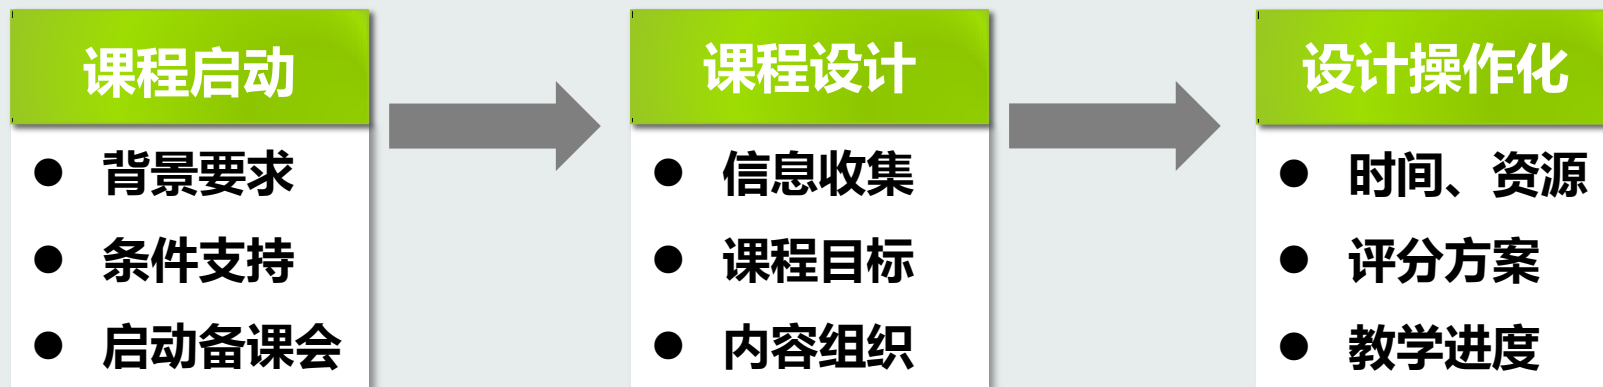 课程启动
● 背景要求
● 条件支持
● 启动备课会
课程设计
● 信息收集
● 课程目标
● 内容组织
设计操作化
● 时间、资源
● 评分方案
● 教学进度